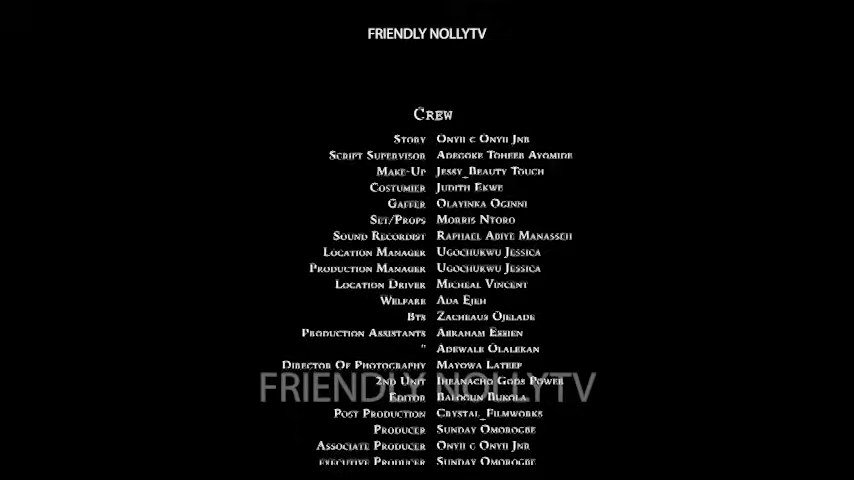 FRIENDLY NOLLYTV
Crew
Story Onyii c Onyii Jnr
Script Supervisor Adegoke Toheeb Ayomide
Make-Up Jessy_Beauty Touch
Costumier Judith Ekwe
Gaffer Olayinka Oginni
Set/Props Morris Ntoro
Sound Recordist Raphael Abiye Manasseh
Location Manager Ugochukwu Jessica
Production Manager Ugochukwu Jessica
Location Driver Micheal Vincent
Welfare Ada Ejeh
Bts Zacheaus Ojelade
Production Assistants Abraham Essien
" Adewale Olalekan
Director Of Photography Mayowa Lateef
2nd Unit Iheanacho Gods Power
FRIENDLY NOLLYTV
Editor Balogun Bukola
Post Production Crystal_Filmworks
Producer Sunday Omorogbe
Associate Producer Onyii c Onyii Jnr
Executive Producer Sunday Omorogbe